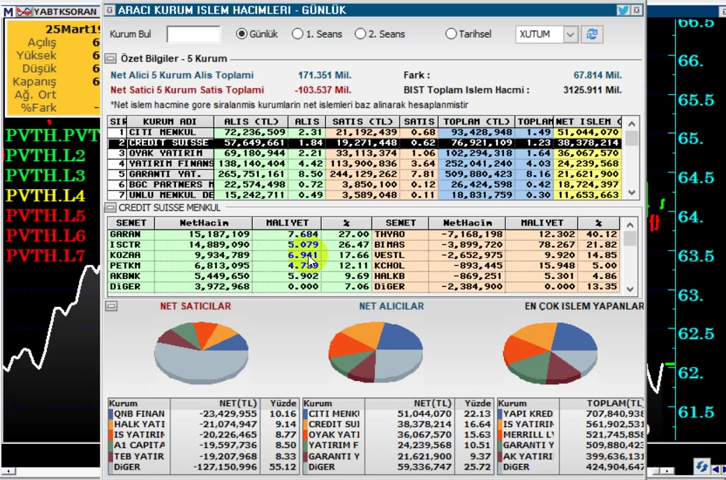 YABTKSORAN
ARACI KURUM ISLEM HACIMLERI - GÜNLÜK
25Mart19
Açılış 6
Yüksek 6
Düşük 6
Kapanış 6
Ağ. Ort
%Fark -
PVTH.PVT
PVTH.L2
PVTH.L3
PVTH.L4
PVTH.L5
PVTH.L6
PVTH.L7
Kurum Bul Günlük 1. Seans 2. Seans Tarihsel XUTUM
Özet Bilgiler - 5 Kurum
Net Alici 5 Kurum Alis Toplami 171.351 Mil. Fark : 67.814 Mil.
Net Satici 5 Kurum Satis Toplami -103.537 Mil. BIST Toplam Islem Hacmi : 3125.911 Mil.
*Net islem hacmine gore siralanmis kurumlarin net islemleri baz alinarak hesaplanmistir
SIR KURUM ADI ALIS (TL) ALIS SATIS (TL) SATIS TOPLAM (TL) TOPLAM NET ISLEM (
1 CITI MENKUL 72,236,509 2.31 21,192,439 0.68 93,428,948 1.49 51,044,070
2 CREDIT SUISSE 57,649,661 1.84 19,271,448 0.62 76,921,109 1.23 38,378,214
3 OYAK YATIRIM 69,180,944 2.21 33,113,374 1.06 102,294,318 1.64 36,067,570
4 YATIRIM FINANS 138,140,404 4.42 113,900,836 3.64 252,041,240 4.03 24,239,568
5 GARANTI YAT. 265,751,161 8.50 244,129,262 7.81 509,880,423 8.16 21,621,900
6 BGC PARTNERS M 22,574,498 0.72 3,850,100 0.12 26,424,598 0.42 18,724,397
7 UNLU MENKUL DE 15,242,711 0.49 3,589,048 0.11 18,831,759 0.30 11,653,663
CREDIT SUISSE MENKUL
SENET NetHacim MALIYET % SENET NetHacim MALIYET %
GARAN 15,187,109 7.684 27.00 THYAO -7,168,198 12.302 40.12
ISCTR 14,889,090 5.079 26.47 BIMAS -3,899,720 78.267 21.82
KOZAA 9,934,789 6.941 17.66 VESTL -2,652,975 9.920 14.85
PETKM 6,813,095 12.11 KCHOL -893,445 15.948 5.00
AKBNK 5,449,650 5.902 9.69 HALKB -869,251 5.301 4.86
DiGER 3,972,968 0.000 7.06 DiGER -2,384,900 0.000 13.35
NET SATICILAR NET ALICILAR EN ÇOK ISLEM YAPANLAR
Kurum NET(TL) Yüzde Kurum NET(TL) Yüzde Kurum TOPLAM(TL)
QNB FINAN -23,429,955 10.16 CITI MENKU 51,044,070 22.13 YAPI KRED 707,840,938
HALK YATI -21,074,947 9.14 CREDIT SUI 38,378,214 16.64 IS YATIRIN 561,902,531
IS YATIRIN -20,226,465 8.77 OYAK YATI 36,067,570 15.63 MERRILL LY 521,745,858
A1 CAPITA -19,597,736 8.50 YATIRIM F 24,239,568 10.51 GARANTI Y 509,880,423
TEB YATIR -19,207,968 8.33 GARANTI Y 21,621,900 9.37 AK YATIRI 399,636,131
DiGER -127,150,996 55.12 DiGER 59,336,747 25.72 DiGER 424,904,647
66.5
66.
65.5
65.
64.5
64.
63.5
63.
62.5
62.
61.5